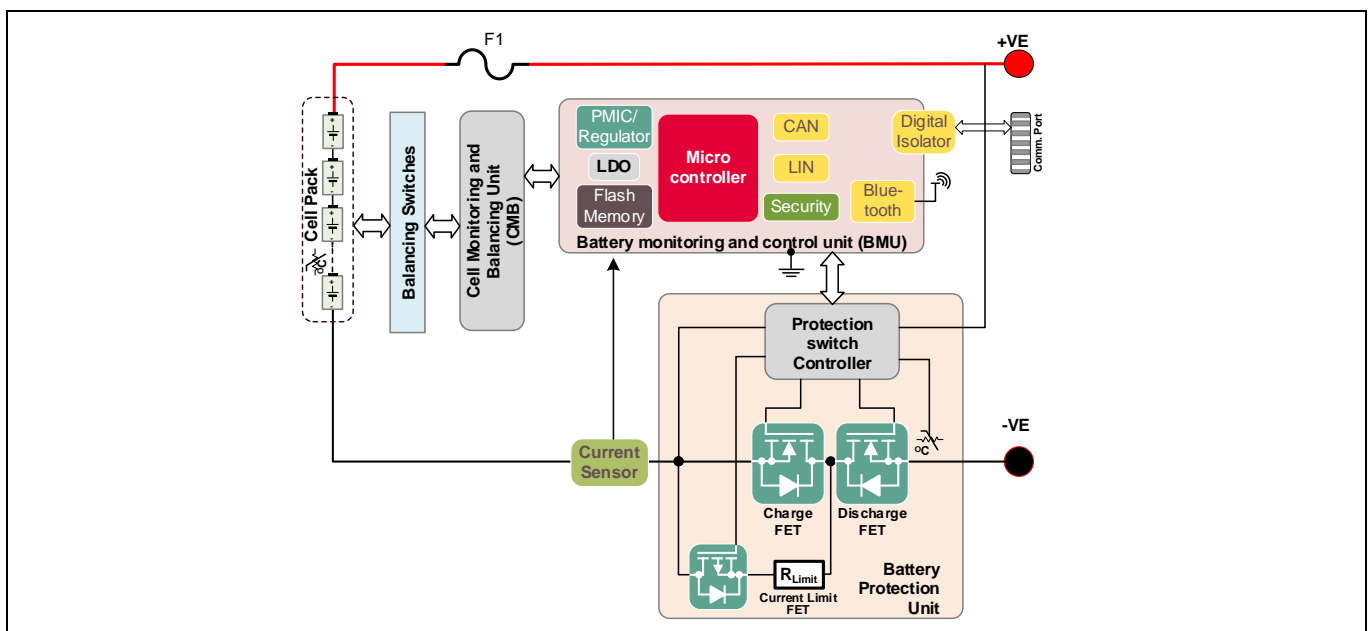 F1
+VE
Cell Pack
°C
Balancing Switches
Cell Monitoring and
Balancing Unit
(CMB)
PMIC/
Regulator
LDO
Flash
Memory
Micro
controller
CAN
LIN
Security
Digital
Isolator
Blue-
tooth
Battery monitoring and control unit (BMU)
Comm. Port
Protection
switch
Controller
Current
Sensor
°C
-VE
Charge
FET
Discharge
FET
RLimit
Current Limit
FET
Battery
Protection
Unit